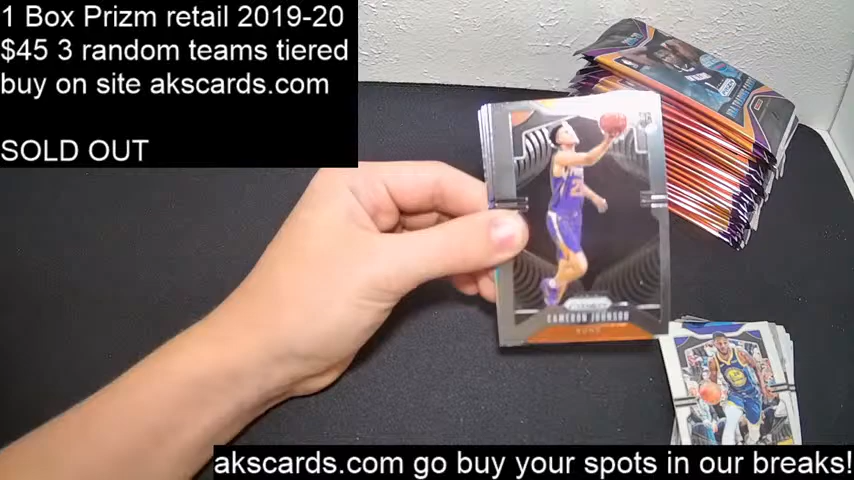 1 Box Prizm retail 2019-20
$45 3 random teams tiered
buy on site akscards.com
SOLD OUT
CAMERON JOHNSON
SUNS
akscards.com go buy your spots in our breaks!